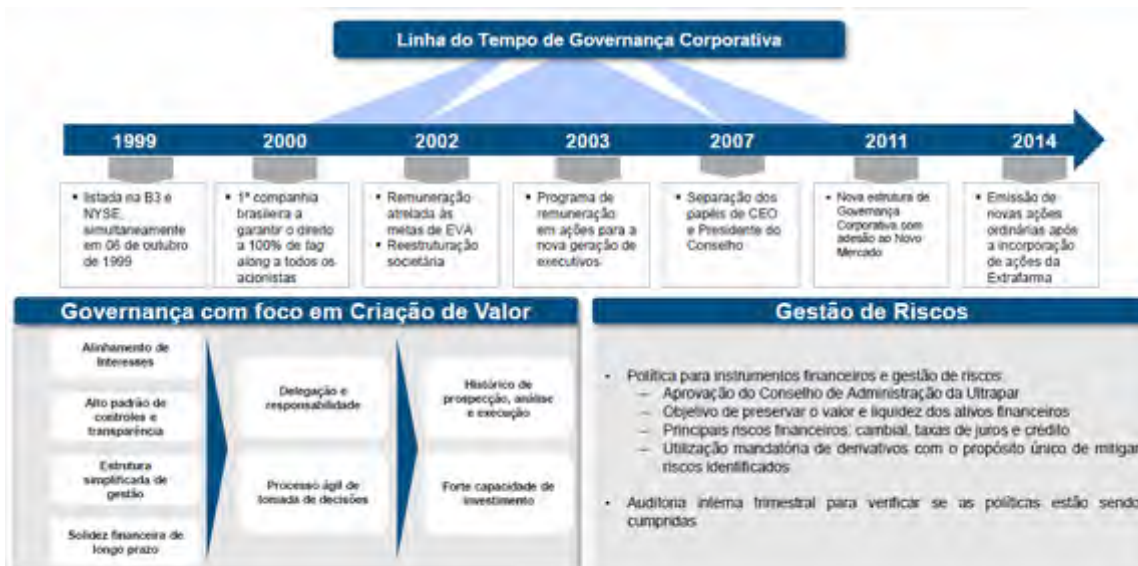 Linha do Tempo de Governança Corporativa
1999
2000
2002
2003
2007
2011
2014
▪ listada na B3 e
NYSE,
simultaneamente
em 06 de outubro
de 1999
▪ 1ª companhia
brasileira a
garantir o direito
a 100% de tag
along a todos os
acionistas
▪ Remuneração
atrelada às
metas de EVA
▪ Reestruturação
societária
▪ Programa de
remuneração
em ações para a
nova geração de
executivos
▪ Separação dos
papéis de CEO
e Presidente do
Conselho
▪ Nova estrutura de
Governança
Corporativa com
adesão ao Novo
Mercado
▪ Emissão de
novas ações
ordinárias após
a incorporação
de ações da
Extrafarma
Governança com foco em Criação de Valor
Alinhamento de
Interesses
Alto padrão de
controles e
transparência
Estrutura
simplificada de
gestão
Solidez financeira de
longo prazo
Delegação e
responsabilidade
Processo ágil de
tomada de decisões
Histórico de
prospecção, análise
e execução
Forte capacidade de
investimento
Gestão de Riscos
• Política para instrumentos financeiros e gestão de riscos
– Aprovação do Conselho de Administração da Ultrapar
– Objetivo de preservar o valor e liquidez dos ativos financeiros
– Principais riscos financeiros: cambial, taxas de juros e crédito
– Utilização mandatória de derivativos com o propósito único de mitigar
riscos identificados
• Auditoria interna trimestral para verificar se as políticas estão sendo
cumpridas